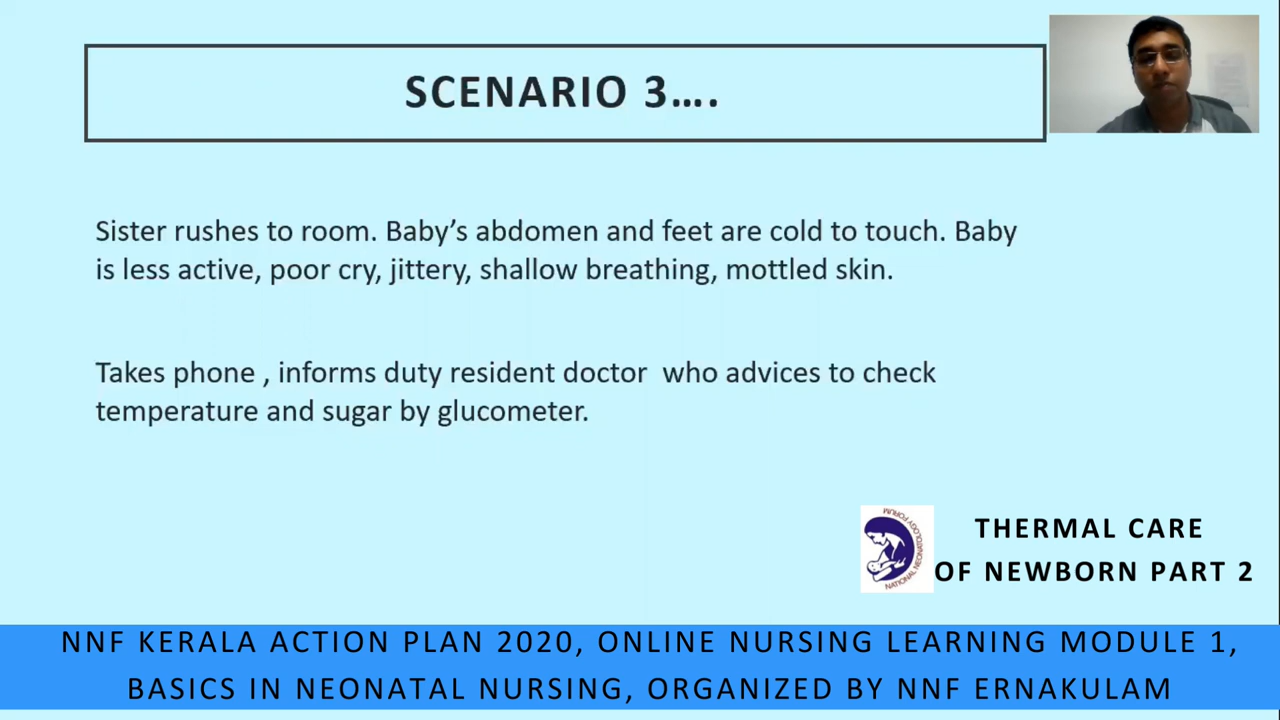 SCENARIO 3....
Sister rushes to room. Baby’s abdomen and feet are cold to touch. Baby
is less active, poor cry, jittery, shallow breathing, mottled skin.
Takes phone , informs duty resident doctor  who advices to check
temperature and sugar by glucometer.
NATIONAL NEONATOLOGY FORUM
THERMAL CARE
OF NEWBORN PART 2
NNF KERALA ACTION PLAN 2020, ONLINE NURSING LEARNING MODULE 1,
BASICS IN NEONATAL NURSING, ORGANIZED BY NNF ERNAKULAM